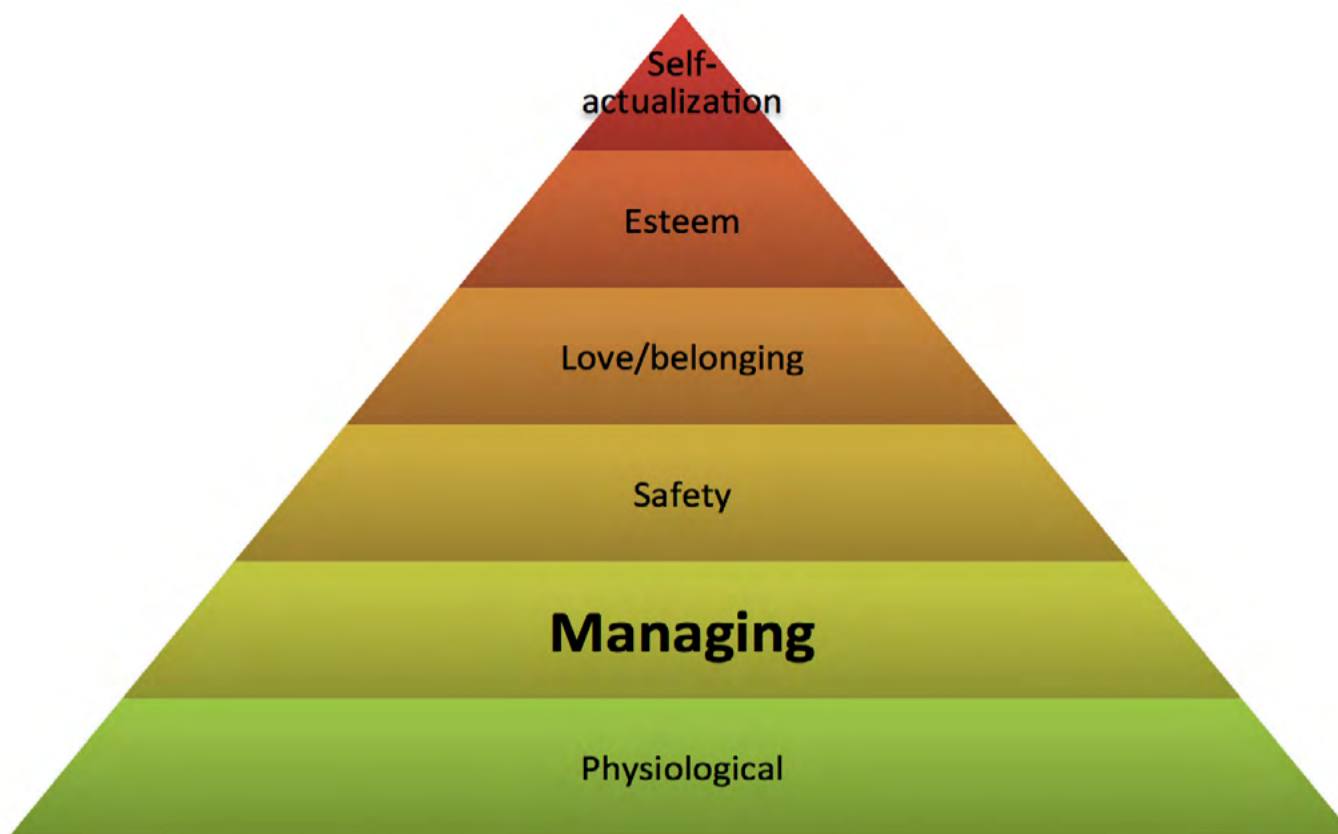 Self-
actualization
Esteem
Love/belonging
Safety
Managing
Physiological